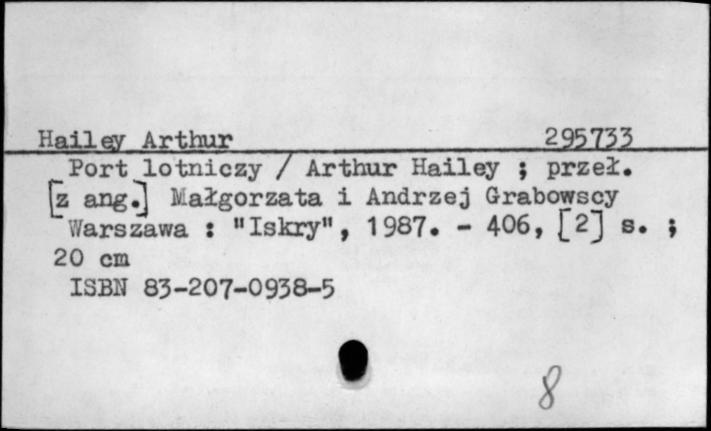 Hailey Arthur 295733
Port lotniczy / Arthur Hailey ; przeł.
[z ang.] Małgorzata i Andrzej Grabowscy
Warszawa : "Iskry", 1987. - 406, [2] s. ;
20 cm
ISBN 83-207-0938-5
8